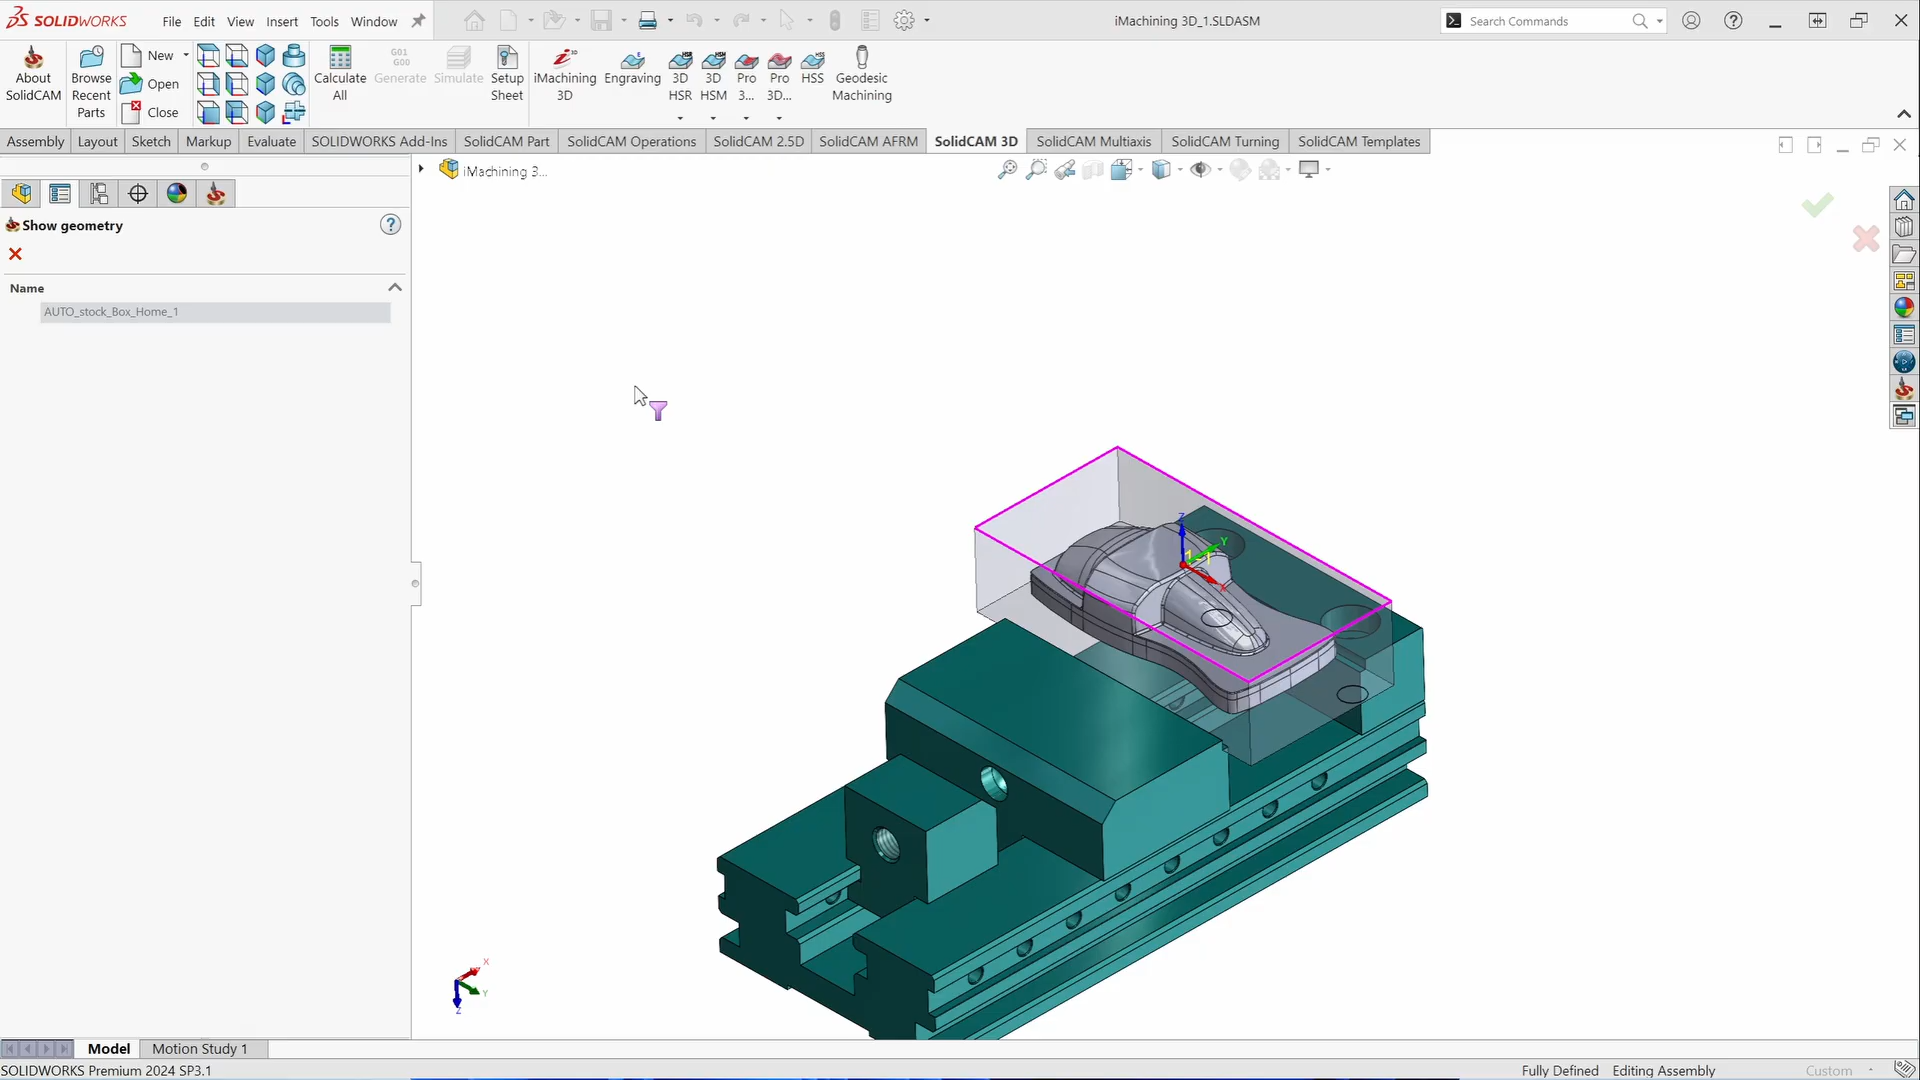 SOLIDWORKS
File Edit View Insert Tools Window
iMachining 3D_1.SLDASM
Search Commands
About SolidCAM
Browse Recent Parts
New
Open
Close
Calculate All
G01 G00 Generate
Simulate
Setup Sheet
iMachining 3D
Engraving
3D HSR
3D HSM
Pro 3...
Pro 3D...
HSS
Geodesic Machining
Assembly Layout Sketch Markup Evaluate SOLIDWORKS Add-Ins SolidCAM Part SolidCAM Operations SolidCAM 2.5D SolidCAM AFRM SolidCAM 3D SolidCAM Multiaxis SolidCAM Turning SolidCAM Templates
iMachining 3...
Show geometry
Name
AUTO_stock_Box_Home_1
Z
Y
X
X
Y
Z
Model Motion Study 1
SOLIDWORKS Premium 2024 SP3.1
Fully Defined Editing Assembly Custom